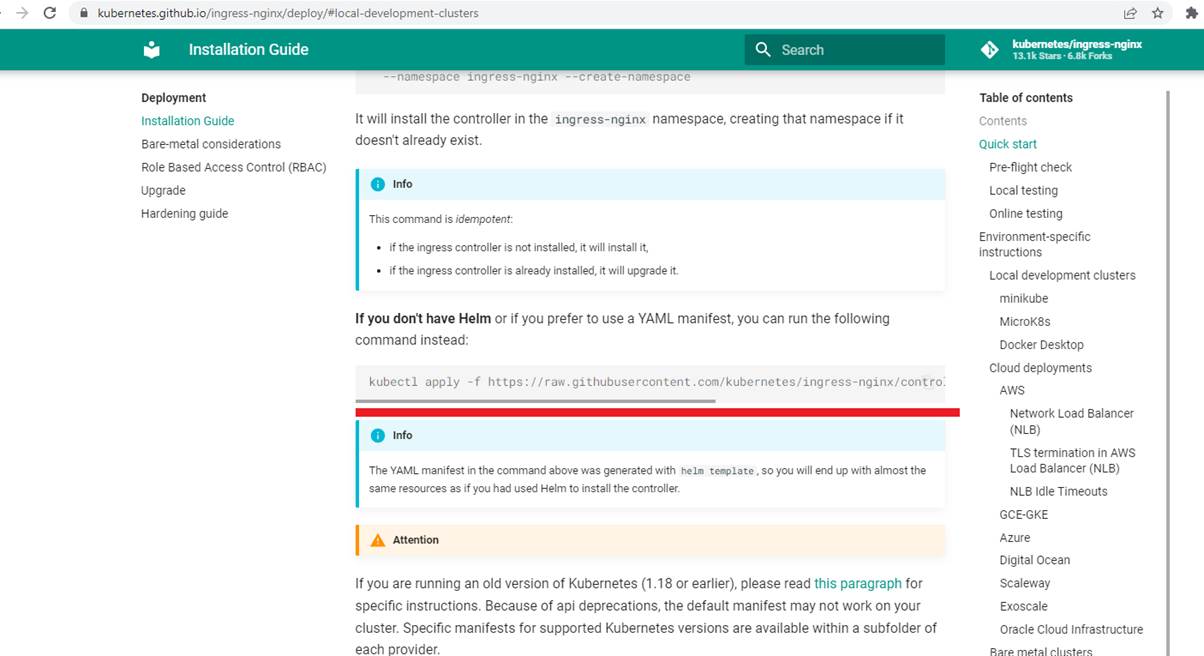 kubernetes.github.io/ingress-nginx/deploy/#local-development-clusters
Installation Guide
Search
kubernetes/ingress-nginx
13.1k Stars · 6.8k Forks
Deployment
Installation Guide
Bare-metal considerations
Role Based Access Control (RBAC)
Upgrade
Hardening guide
--namespace ingress-nginx --create-namespace
It will install the controller in the ingress-nginx namespace, creating that namespace if it
doesn't already exist.
Info
This command is idempotent:
• if the ingress controller is not installed, it will install it,
• if the ingress controller is already installed, it will upgrade it.
If you don't have Helm or if you prefer to use a YAML manifest, you can run the following
command instead:
kubectl apply -f https://raw.githubusercontent.com/kubernetes/ingress-nginx/control
Info
The YAML manifest in the command above was generated with helm template, so you will end up with almost the
same resources as if you had used Helm to install the controller.
Attention
If you are running an old version of Kubernetes (1.18 or earlier), please read this paragraph for
specific instructions. Because of api deprecations, the default manifest may not work on your
cluster. Specific manifests for supported Kubernetes versions are available within a subfolder of
each provider.
Table of contents
Contents
Quick start
Pre-flight check
Local testing
Online testing
Environment-specific
instructions
Local development clusters
minikube
MicroK8s
Docker Desktop
Cloud deployments
AWS
Network Load Balancer
(NLB)
TLS termination in AWS
Load Balancer (NLB)
NLB Idle Timeouts
GCE-GKE
Azure
Digital Ocean
Scaleway
Exoscale
Oracle Cloud Infrastructure
Bare metal clusters